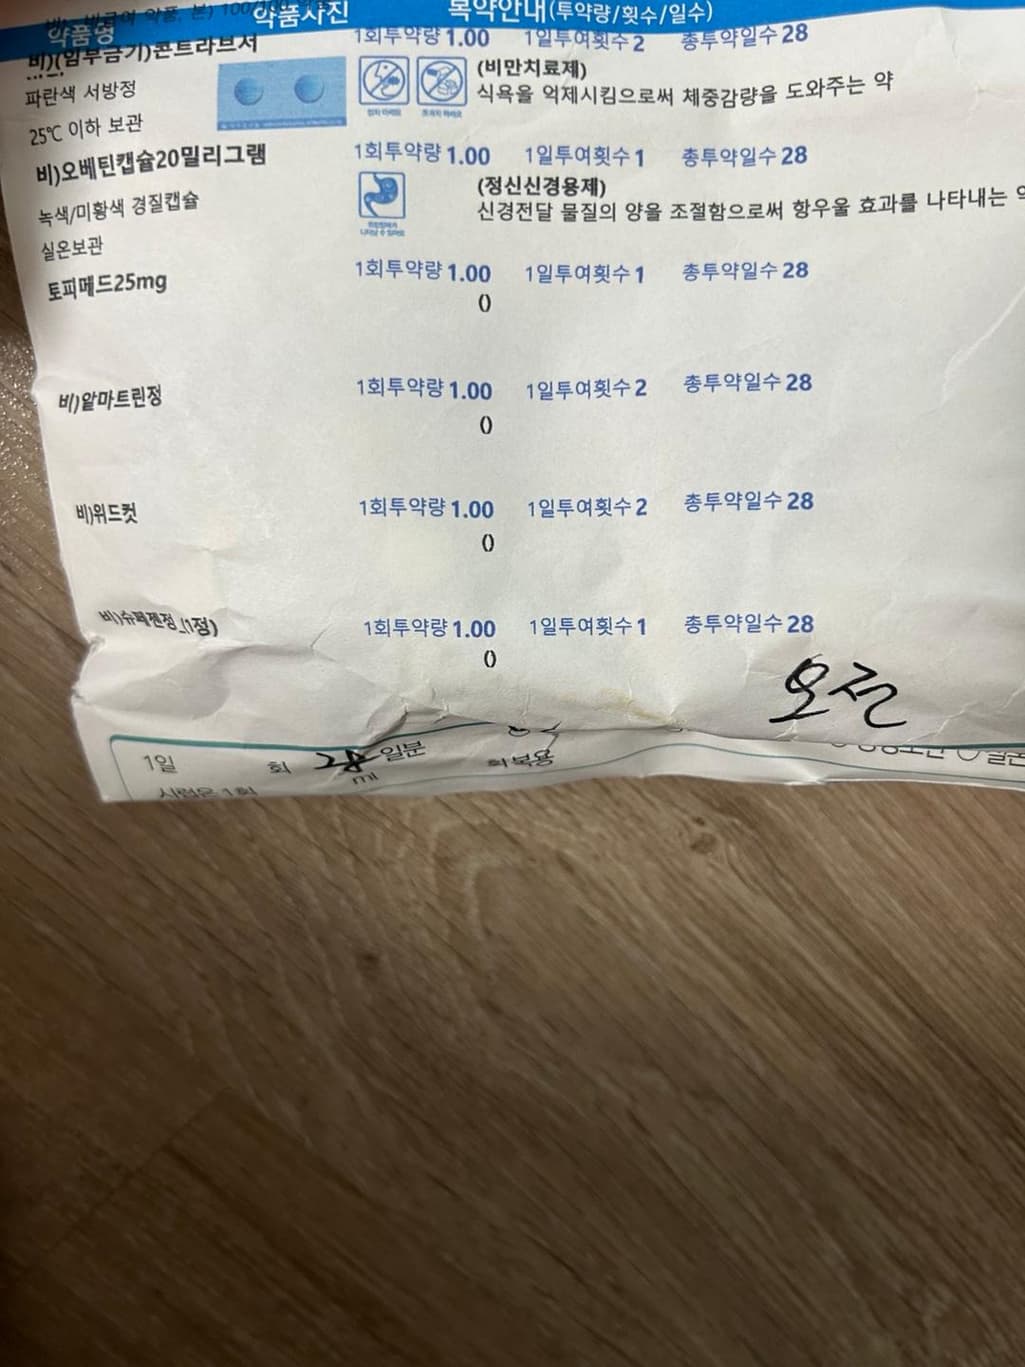 약품명 약품사진 복약안내(투약량/횟수/일수)
비)(임부금기)콘트라브서 1회투약량 1.00 1일투여횟수 2 총투약일수 28
(비만치료제)
파란색 서방정 식욕을 억제시킴으로써 체중감량을 도와주는 약
25℃ 이하 보관
비)오베틴캡슐20밀리그램 1회투약량 1.00 1일투여횟수 1 총투약일수 28
(정신신경용제)
녹색/미황색 경질캡슐 신경전달 물질의 양을 조절함으로써 항우울 효과를 나타내는
실온보관
토피메드25mg 1회투약량 1.00 1일투여횟수 1 총투약일수 28
()
비)알마트린정 1회투약량 1.00 1일투여횟수 2 총투약일수 28
()
비)위드컷 1회투약량 1.00 1일투여횟수 2 총투약일수 28
()
비)슈페젠정_(1정) 1회투약량 1.00 1일투여횟수 1 총투약일수 28
()
오전
1일 회 28 일분 복용
ml